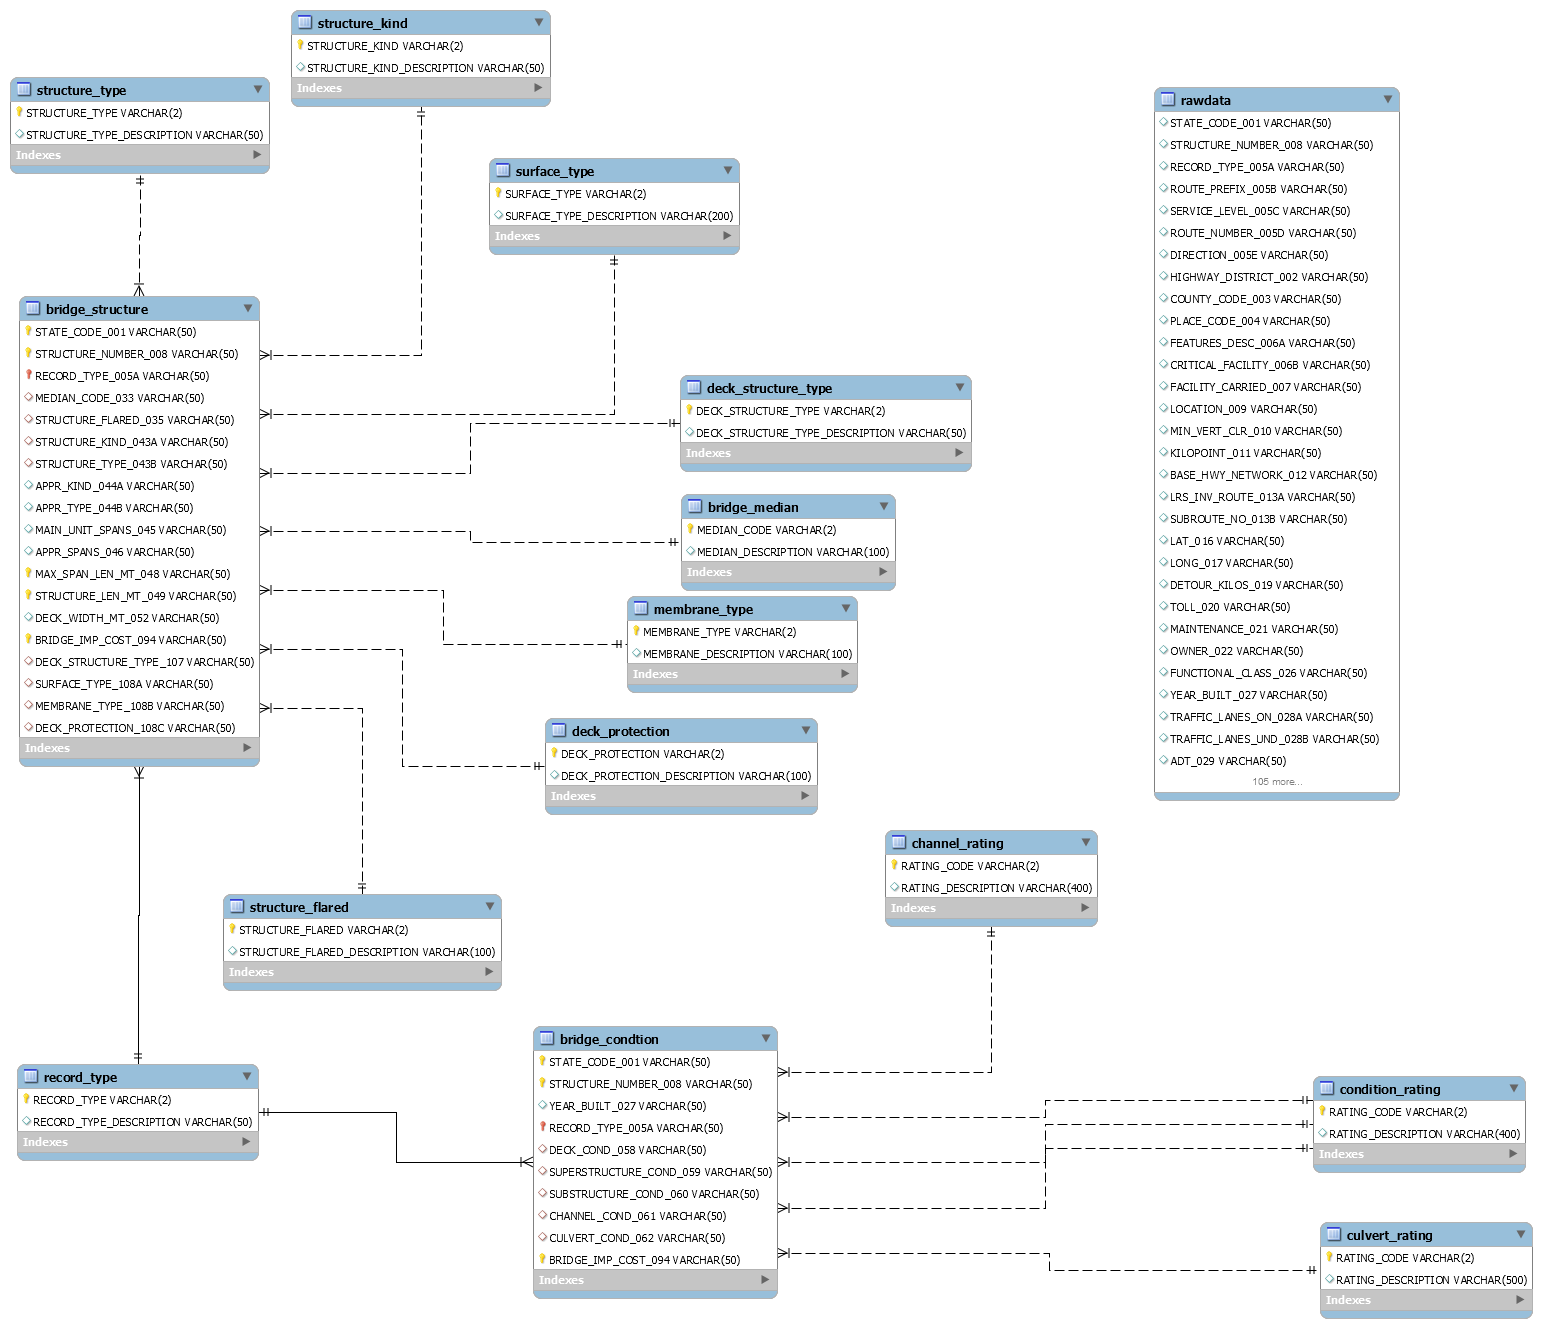 structure_kind
STRUCTURE_KIND VARCHAR(2)
STRUCTURE_KIND_DESCRIPTION VARCHAR(50)
Indexes
structure_type
STRUCTURE_TYPE VARCHAR(2)
STRUCTURE_TYPE_DESCRIPTION VARCHAR(50)
Indexes
surface_type
SURFACE_TYPE VARCHAR(2)
SURFACE_TYPE_DESCRIPTION VARCHAR(200)
Indexes
bridge_structure
STATE_CODE_001 VARCHAR(50)
STRUCTURE_NUMBER_008 VARCHAR(50)
RECORD_TYPE_005A VARCHAR(50)
MEDIAN_CODE_033 VARCHAR(50)
STRUCTURE_FLARED_035 VARCHAR(50)
STRUCTURE_KIND_043A VARCHAR(50)
STRUCTURE_TYPE_043B VARCHAR(50)
APPR_KIND_044A VARCHAR(50)
APPR_TYPE_044B VARCHAR(50)
MAIN_UNIT_SPANS_045 VARCHAR(50)
APPR_SPANS_046 VARCHAR(50)
MAX_SPAN_LEN_MT_048 VARCHAR(50)
STRUCTURE_LEN_MT_049 VARCHAR(50)
DECK_WIDTH_MT_052 VARCHAR(50)
BRIDGE_IMP_COST_094 VARCHAR(50)
DECK_STRUCTURE_TYPE_107 VARCHAR(50)
SURFACE_TYPE_108A VARCHAR(50)
MEMBRANE_TYPE_108B VARCHAR(50)
DECK_PROTECTION_108C VARCHAR(50)
Indexes
deck_structure_type
DECK_STRUCTURE_TYPE VARCHAR(2)
DECK_STRUCTURE_TYPE_DESCRIPTION VARCHAR(50)
Indexes
bridge_median
MEDIAN_CODE VARCHAR(2)
MEDIAN_DESCRIPTION VARCHAR(100)
Indexes
membrane_type
MEMBRANE_TYPE VARCHAR(2)
MEMBRANE_DESCRIPTION VARCHAR(100)
Indexes
deck_protection
DECK_PROTECTION VARCHAR(2)
DECK_PROTECTION_DESCRIPTION VARCHAR(100)
Indexes
structure_flared
STRUCTURE_FLARED VARCHAR(2)
STRUCTURE_FLARED_DESCRIPTION VARCHAR(100)
Indexes
record_type
RECORD_TYPE VARCHAR(2)
RECORD_TYPE_DESCRIPTION VARCHAR(50)
Indexes
rawdata
STATE_CODE_001 VARCHAR(50)
STRUCTURE_NUMBER_008 VARCHAR(50)
RECORD_TYPE_005A VARCHAR(50)
ROUTE_PREFIX_005B VARCHAR(50)
SERVICE_LEVEL_005C VARCHAR(50)
ROUTE_NUMBER_005D VARCHAR(50)
DIRECTION_005E VARCHAR(50)
HIGHWAY_DISTRICT_002 VARCHAR(50)
COUNTY_CODE_003 VARCHAR(50)
PLACE_CODE_004 VARCHAR(50)
FEATURES_DESC_006A VARCHAR(50)
CRITICAL_FACILITY_006B VARCHAR(50)
FACILITY_CARRIED_007 VARCHAR(50)
LOCATION_009 VARCHAR(50)
MIN_VERT_CLR_010 VARCHAR(50)
KILOPOINT_011 VARCHAR(50)
BASE_HWY_NETWORK_012 VARCHAR(50)
LRS_INV_ROUTE_013A VARCHAR(50)
SUBROUTE_NO_013B VARCHAR(50)
LAT_016 VARCHAR(50)
LONG_017 VARCHAR(50)
DETOUR_KILOS_019 VARCHAR(50)
TOLL_020 VARCHAR(50)
MAINTENANCE_021 VARCHAR(50)
OWNER_022 VARCHAR(50)
FUNCTIONAL_CLASS_026 VARCHAR(50)
YEAR_BUILT_027 VARCHAR(50)
TRAFFIC_LANES_ON_028A VARCHAR(50)
TRAFFIC_LANES_UND_028B VARCHAR(50)
ADT_029 VARCHAR(50)
105 more...
channel_rating
RATING_CODE VARCHAR(2)
RATING_DESCRIPTION VARCHAR(400)
Indexes
bridge_condtion
STATE_CODE_001 VARCHAR(50)
STRUCTURE_NUMBER_008 VARCHAR(50)
YEAR_BUILT_027 VARCHAR(50)
RECORD_TYPE_005A VARCHAR(50)
DECK_COND_058 VARCHAR(50)
SUPERSTRUCTURE_COND_059 VARCHAR(50)
SUBSTRUCTURE_COND_060 VARCHAR(50)
CHANNEL_COND_061 VARCHAR(50)
CULVERT_COND_062 VARCHAR(50)
BRIDGE_IMP_COST_094 VARCHAR(50)
Indexes
condition_rating
RATING_CODE VARCHAR(2)
RATING_DESCRIPTION VARCHAR(400)
Indexes
culvert_rating
RATING_CODE VARCHAR(2)
RATING_DESCRIPTION VARCHAR(500)
Indexes